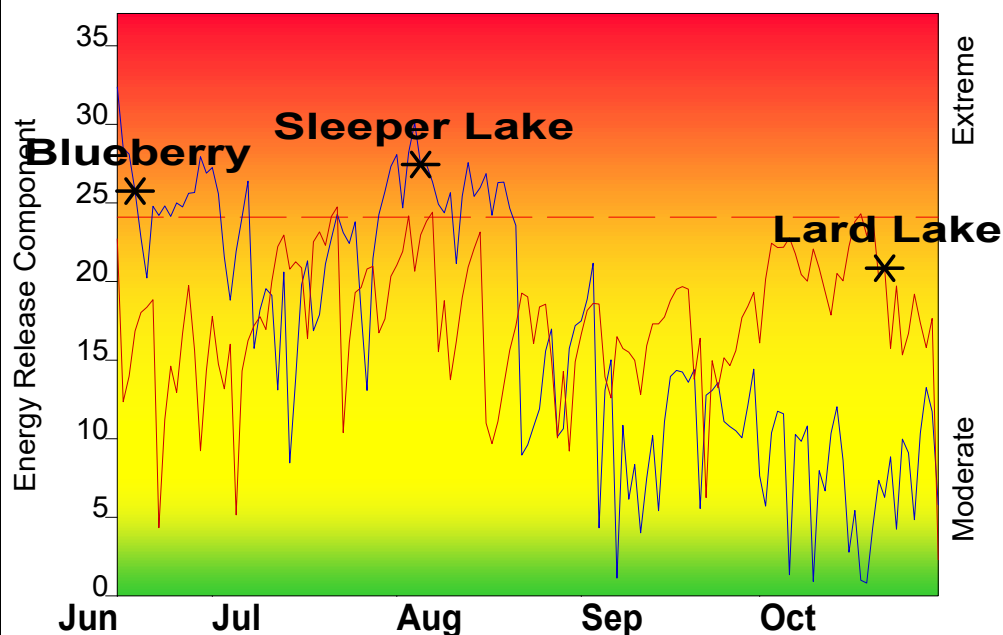 Energy Release Component
35
30
25
20
15
10
5
0
Jun Jul Aug Sep Oct
Blueberry
Sleeper Lake
Lard Lake
Extreme
Moderate